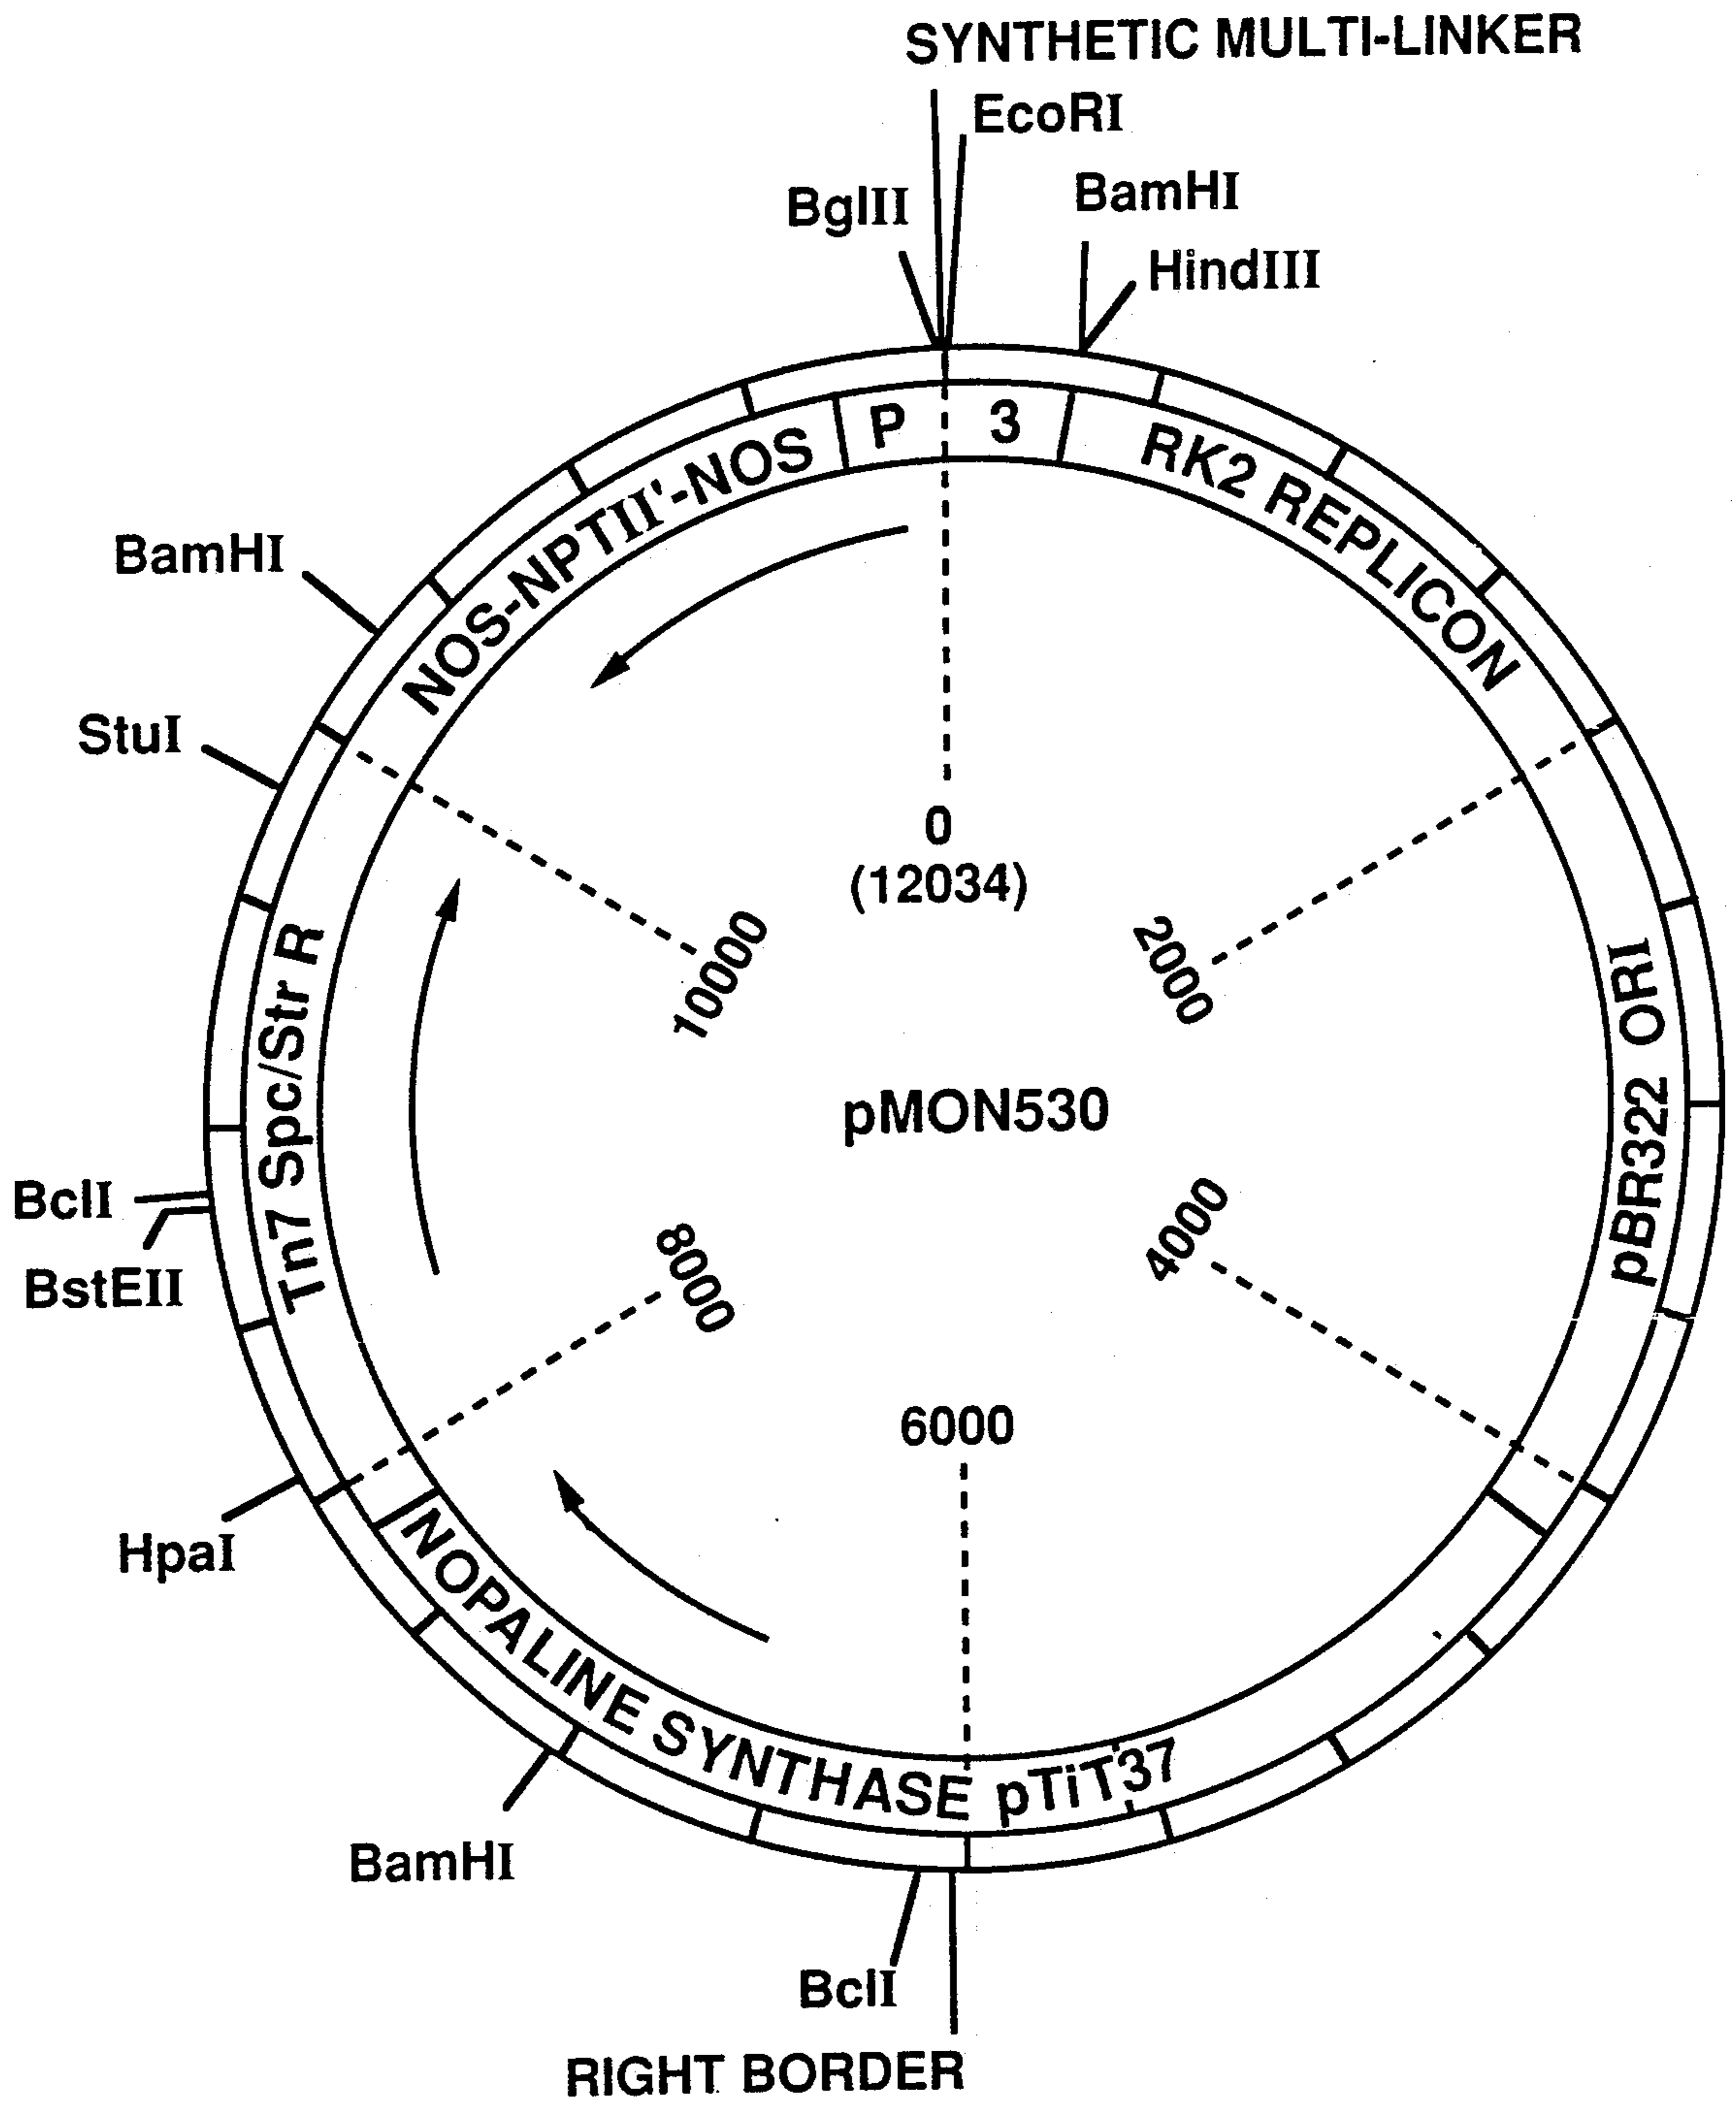 SYNTHETIC MULTI-LINKER
EcoRI
BglII
BamHI
HindIII
P
3
RK2 REPLICON
NOS-NPTII'-NOS
BamHI
StuI
0
(12034)
10000
2000
Tn7 Spc/Str R
pBR322 ORI
pMON530
BclI
BstEII
8000
4000
6000
HpaI
NOPALINE SYNTHASE pTiT37
BamHI
BclI
RIGHT BORDER